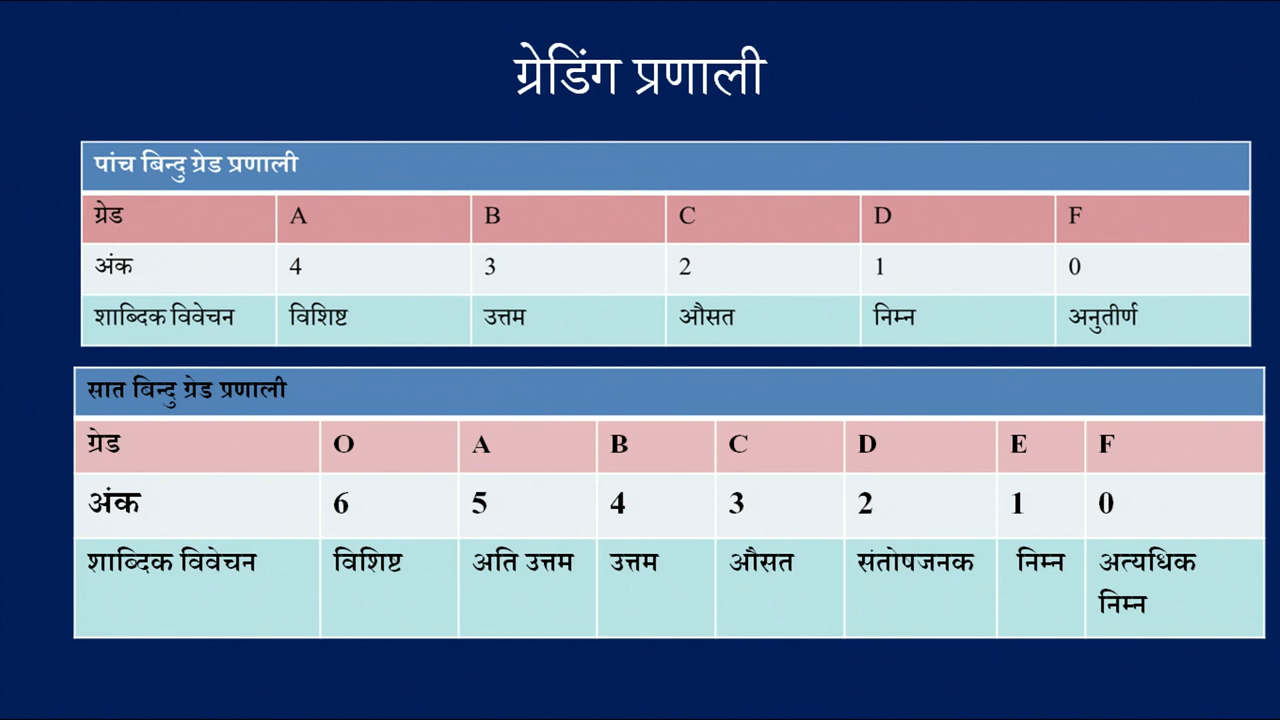 ग्रेडिंग प्रणाली
पांच बिन्दु ग्रेड प्रणाली
ग्रेड A B C D F
अंक 4 3 2 1 0
शाब्दिक विवेचन विशिष्ट उत्तम औसत निम्न अनुतीर्ण
सात बिन्दु ग्रेड प्रणाली
ग्रेड O A B C D E F
अंक 6 5 4 3 2 1 0
शाब्दिक विवेचन विशिष्ट अति उत्तम उत्तम औसत संतोषजनक निम्न अत्यधिक
निम्न